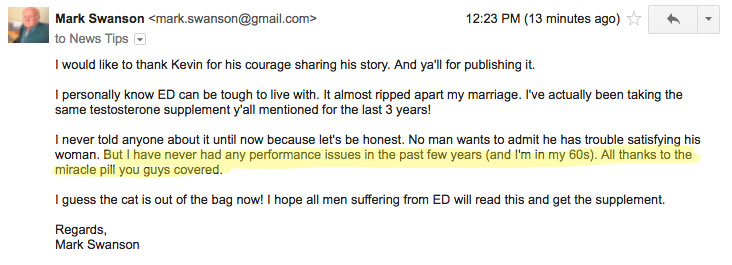 Mark Swanson <mark.swanson@gmail.com> 12:23 PM (13 minutes ago)
to News Tips
I would like to thank Kevin for his courage sharing his story. And ya'll for publishing it.
I personally know ED can be tough to live with. It almost ripped apart my marriage. I've actually been taking the
same testosterone supplement y'all mentioned for the last 3 years!
I never told anyone about it until now because let's be honest. No man wants to admit he has trouble satisfying his
woman. But I have never had any performance issues in the past few years (and I'm in my 60s). All thanks to the
miracle pill you guys covered.
I guess the cat is out of the bag now! I hope all men suffering from ED will read this and get the supplement.
Regards,
Mark Swanson